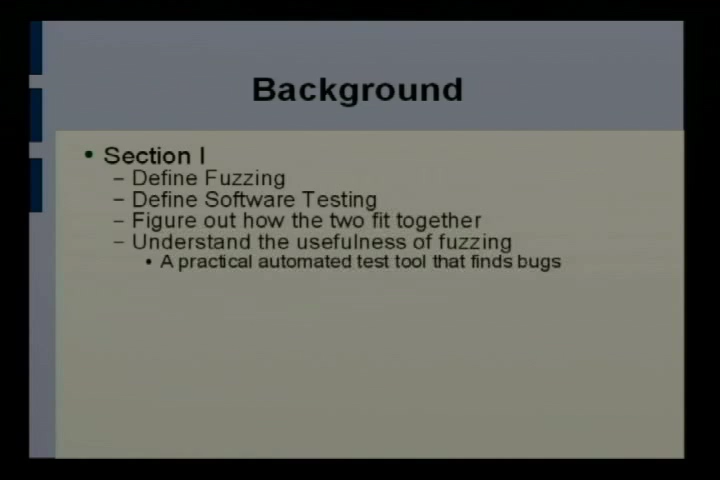 Background
• Section I
– Define Fuzzing
– Define Software Testing
– Figure out how the two fit together
– Understand the usefulness of fuzzing
• A practical automated test tool that finds bugs